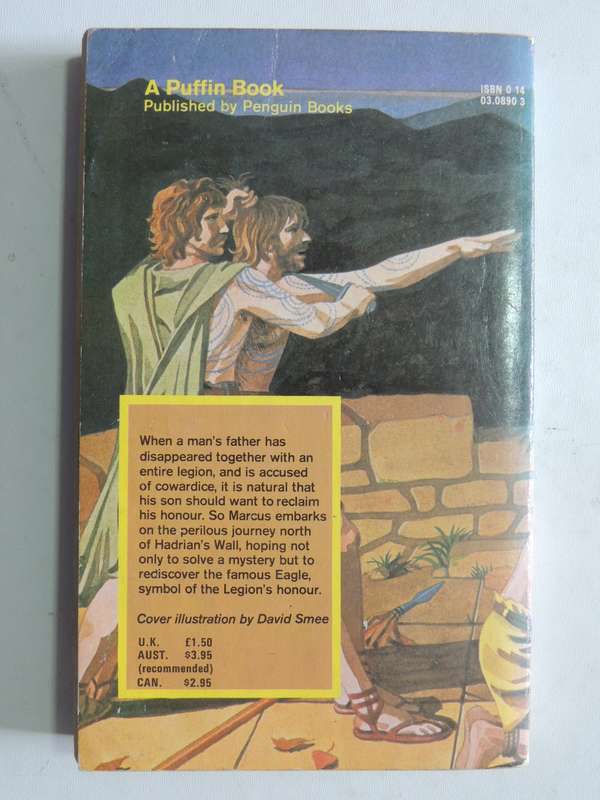 A Puffin Book
Published by Penguin Books
ISBN 0 14
03.0890 3
When a man's father has
disappeared together with an
entire legion, and is accused
of cowardice, it is natural that
his son should want to reclaim
his honour. So Marcus embarks
on the perilous journey north
of Hadrian's Wall, hoping not
only to solve a mystery but to
rediscover the famous Eagle,
symbol of the Legion's honour.
Cover illustration by David Smee
U.K. £1.50
AUST. $3.95
(recommended)
CAN. $2.95